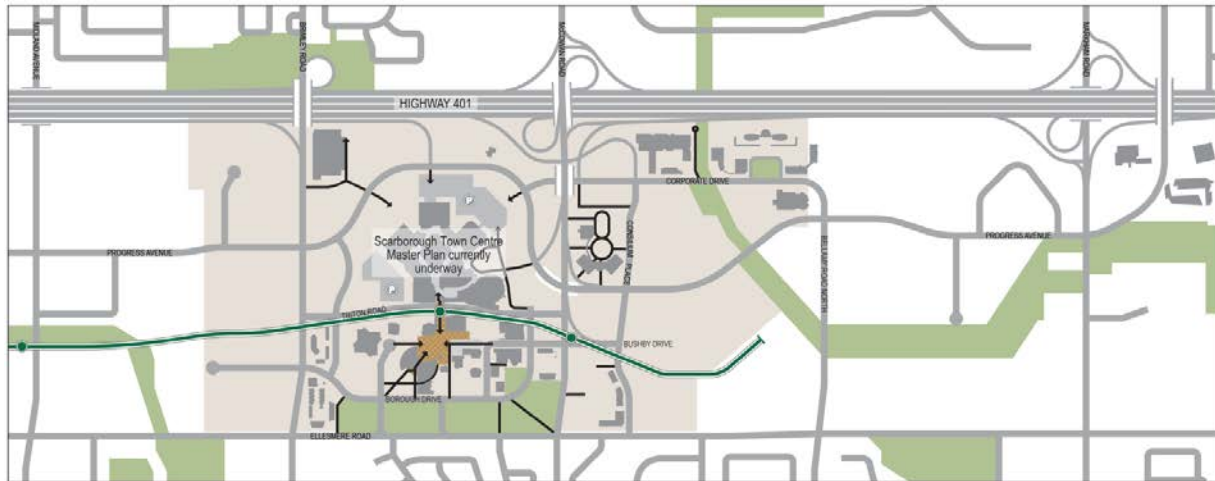 MIDLAND AVENUE
BRIMLEY ROAD
McCOWAN ROAD
MARKHAM ROAD
HIGHWAY 401
CORPORATE DRIVE
P
Scarborough Town Centre
Master Plan currently
underway
CONSILIUM PLACE
PROGRESS AVENUE
PROGRESS AVENUE
BELLAMY ROAD NORTH
P
TRITON ROAD
BUSHBY DRIVE
BOROUGH DRIVE
ELLESMERE ROAD